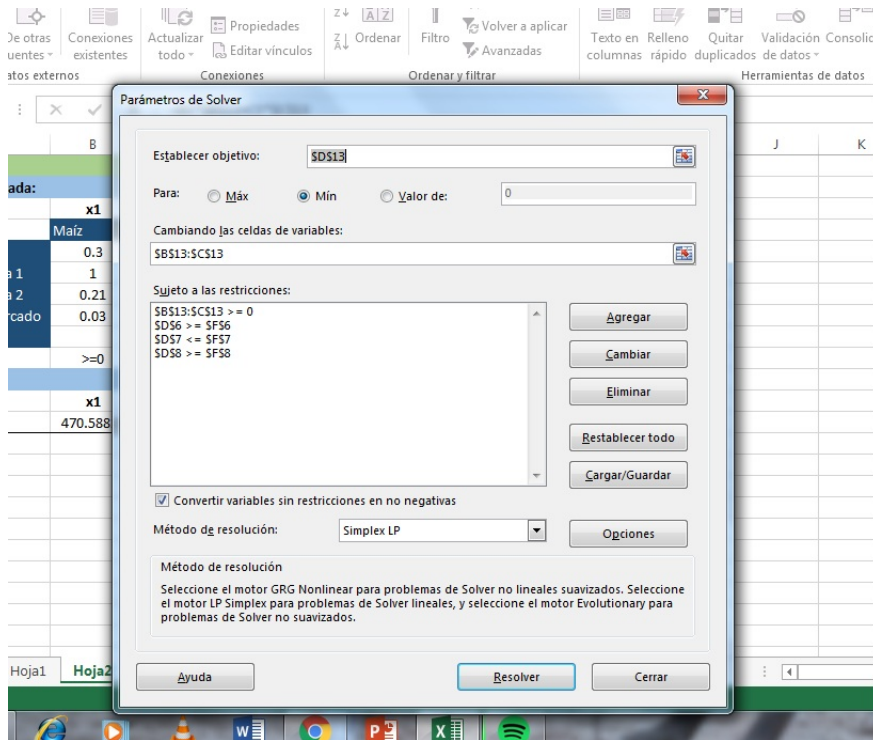 De otras
uentes
Conexiones
existentes
Actualizar
todo
Propiedades
Editar vínculos
Z
A
A Z
Ordenar
Filtro
Volver a aplicar
Avanzadas
Texto en
columnas
Relleno
rápido
Quitar
duplicados
Validación
de datos
Consolid
atos externos
Conexiones
Ordenar y filtrar
Herramientas de datos
Parámetros de Solver
X
B
J
K
ada:
x1
Maíz
0.3
a 1
1
a 2
0.21
rcado
0.03
>=0
x1
470.588
Establecer objetivo:
$D$13
Para:
Máx
Mín
Valor de:
0
Cambiando las celdas de variables:
$B$13:$C$13
Sujeto a las restricciones:
$B$13:$C$13 >= 0
$D$6 >= $F$6
$D$7 <= $F$7
$D$8 >= $F$8
Agregar
Cambiar
Eliminar
Restablecer todo
Cargar/Guardar
Convertir variables sin restricciones en no negativas
Método de resolución:
Simplex LP
Opciones
Método de resolución
Seleccione el motor GRG Nonlinear para problemas de Solver no lineales suavizados. Seleccione
el motor LP Simplex para problemas de Solver lineales, y seleccione el motor Evolutionary para
problemas de Solver no suavizados.
Ayuda
Resolver
Cerrar
Hoja1
Hoja2
W
P
X